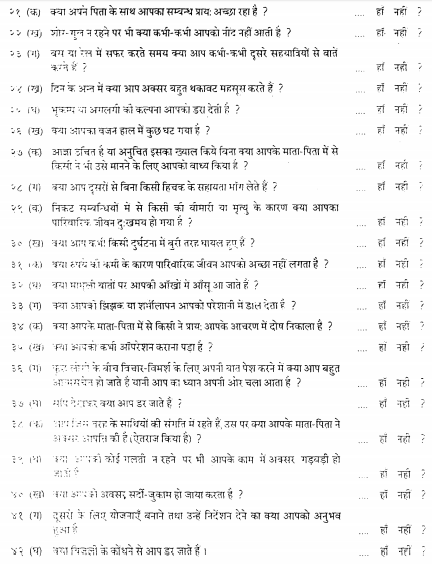 २१ (क) क्या अपने पिता के साथ आपका सम्बन्ध प्राय: अच्छा रहा है ? .... हाँ नहीं ?
२२ (ख) शोर-गुल न रहने पर भी क्या कभी-कभी आपको नींद नहीं आती है ? .... हाँ नहीं ?
२३ (ग) बस या रेल में सफर करते समय क्या आप कभी-कभी दूसरे सहयात्रियों से बातें
करते हैं ? .... हाँ नहीं ?
२४ (ख) दिन के अन्त में क्या आप अक्सर बहुत थकावट महसूस करते हैं ? .... हाँ नहीं ?
२५ (घ) भूकम्प या अगलगी की कल्पना आपको डरा देती है ? .... हाँ नहीं ?
२६ (ख) क्या आपका वजन हाल में कुछ घट गया है ? .... हाँ नहीं ?
२७ (क) आज्ञा उचित है या अनुचित इसका ख्याल किये बिना क्या आपके माता-पिता में से
किसी ने भी उसे मानने के लिए आपको बाध्य किया है ? .... हाँ नहीं ?
२८ (ग) क्या आप दूसरों से बिना किसी हिचक के सहायता माँग लेते हैं ? .... हाँ नहीं ?
२९ (क) निकट सम्बन्धियों में से किसी की बीमारी या मृत्यु के कारण क्या आपका
पारिवारिक जीवन दु:खमय हो गया है ? .... हाँ नहीं ?
३० (ख) क्या आप कभी किसी दुर्घटना में बुरी तरह घायल हुए हैं ? .... हाँ नहीं ?
३१ (क) क्या रुपये की कमी के कारण पारिवारिक जीवन आपको अच्छा नहीं लगता है ? .... हाँ नहीं ?
३२ (घ) क्या मामूली बातों पर आपकी आँखों में आँसू आ जाते हैं ? .... हाँ नहीं ?
३३ (ग) क्या आपको झिझक या शर्मीलापन आपको परेशानी में डाल देता है ? .... हाँ नहीं ?
३४ (क) क्या आपके माता-पिता में से किसी ने प्राय: आपके आचरण में दोष निकाला है ? .... हाँ नहीं ?
३५ (ख) क्या आपको कभी ऑपरेशन कराना पड़ा है ? .... हाँ नहीं ?
३६ (ग) कुछ लोगों के बीच विचार-विमर्श के लिए अपनी बात पेश करने में क्या आप बहुत
आत्मसचेत हो जाते हैं यानी आप का ध्यान अपनी ओर चला आता है ? .... हाँ नहीं ?
३७ (घ) साँप देखकर क्या आप डर जाते हैं ? .... हाँ नहीं ?
३८ (क) आप जिस तरह के साथियों की संगति में रहते हैं, उस पर क्या आपके माता-पिता ने
अक्सर आपत्ति की है (ऐतराज किया है) ? .... हाँ नहीं ?
३९ (घ) क्या आपकी कोई गलती न रहने पर भी आपके काम में अक्सर गड़बड़ी हो
जाती है .... हाँ नहीं ?
४० (ख) क्या आपको अक्सर सर्दी-जुकाम हो जाया करता है ? .... हाँ नहीं ?
४१ (ग) दूसरों के लिए योजनाएँ बनाने तथा उन्हें निर्देशन देने का क्या आपको अनुभव
हुआ है .... हाँ नहीं ?
४२ (घ) क्या बिजली के कौंधने से आप डर जाते हैं । .... हाँ नहीं ?